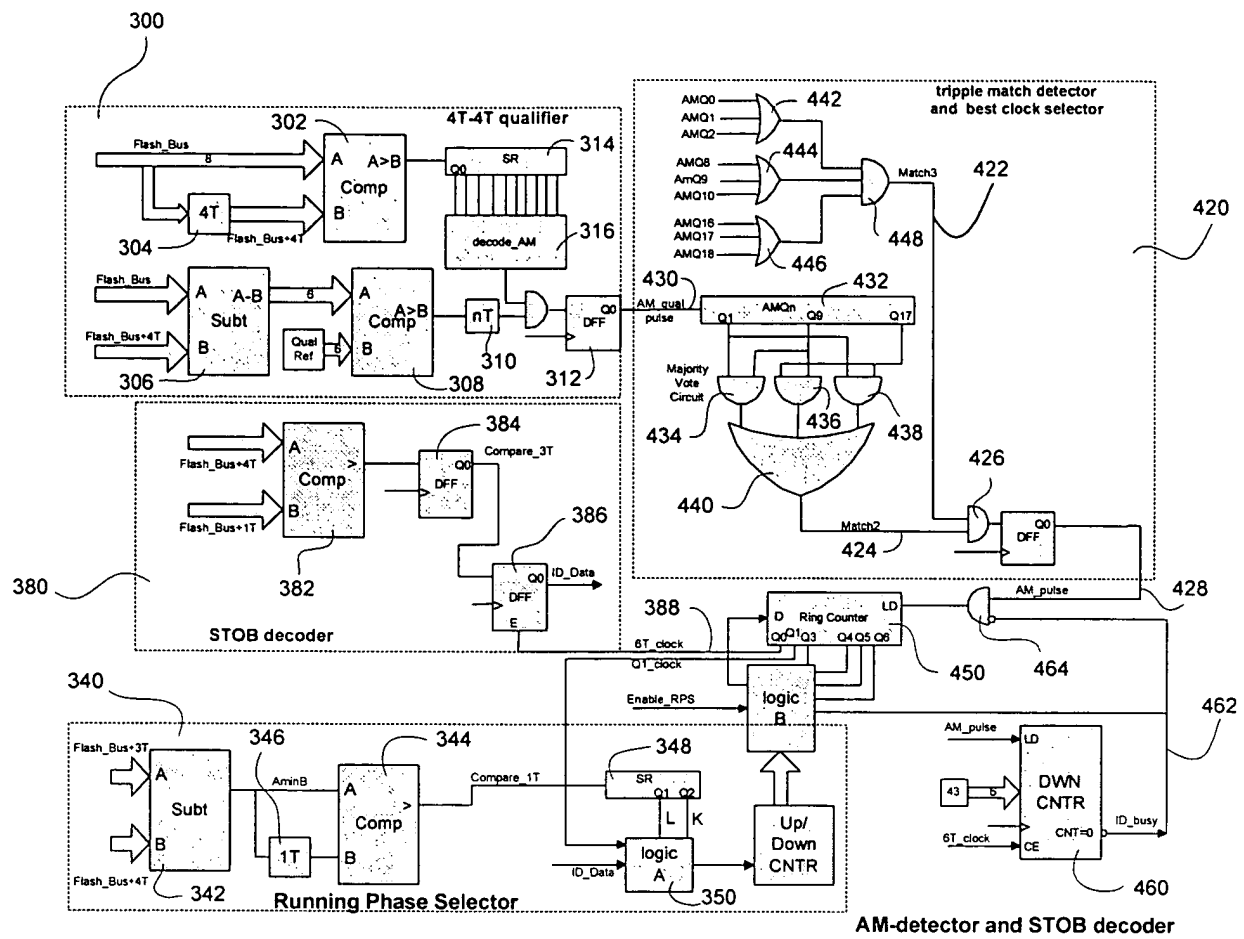 300
4T-4T qualifier
302
Flash_Bus
8
A
A>B
Comp
B
4T
304
Flash_Bus+4T
314
SR
Q0
decode_AM
316
Flash_Bus
A
A-B
Subt
B
Flash_Bus+4T
306
6
A
A>B
Comp
B
Qual
Ref
6
308
nT
310
Q0
DFF
312
tripple match detector
and best clock selector
AMQ0
AMQ1
AMQ2
442
AMQ8
AmQ9
AMQ10
444
AMQ16
AMQ17
AMQ18
446
Match3
448
422
420
430
AM_qual
pulse
AMQn
432
Q1
Q9
Q17
Majority
Vote
Circuit
434
436
438
440
Match2
424
426
Q0
DFF
428
380
A
Comp
>
B
Flash_Bus+4T
Flash_Bus+1T
382
384
Q0
DFF
Compare_3T
386
Q0
DFF
E
ID_Data
STOB decoder
388
6T_clock
Q1_clock
D
Ring Counter
LD
Q0
Q1
Q3
Q4
Q5
Q6
450
AM_pulse
464
462
Enable_RPS
logic
B
340
Flash_Bus+3T
A
Subt
B
Flash_Bus+4T
342
346
AminB
1T
344
A
Comp
>
B
Compare_1T
348
SR
Q1
Q2
L
K
ID_Data
logic
A
350
Up/
Down
CNTR
Running Phase Selector
AM_pulse
LD
43
6
DWN
CNTR
CNT=0
6T_clock
CE
ID_busy
460
AM-detector and STOB decoder